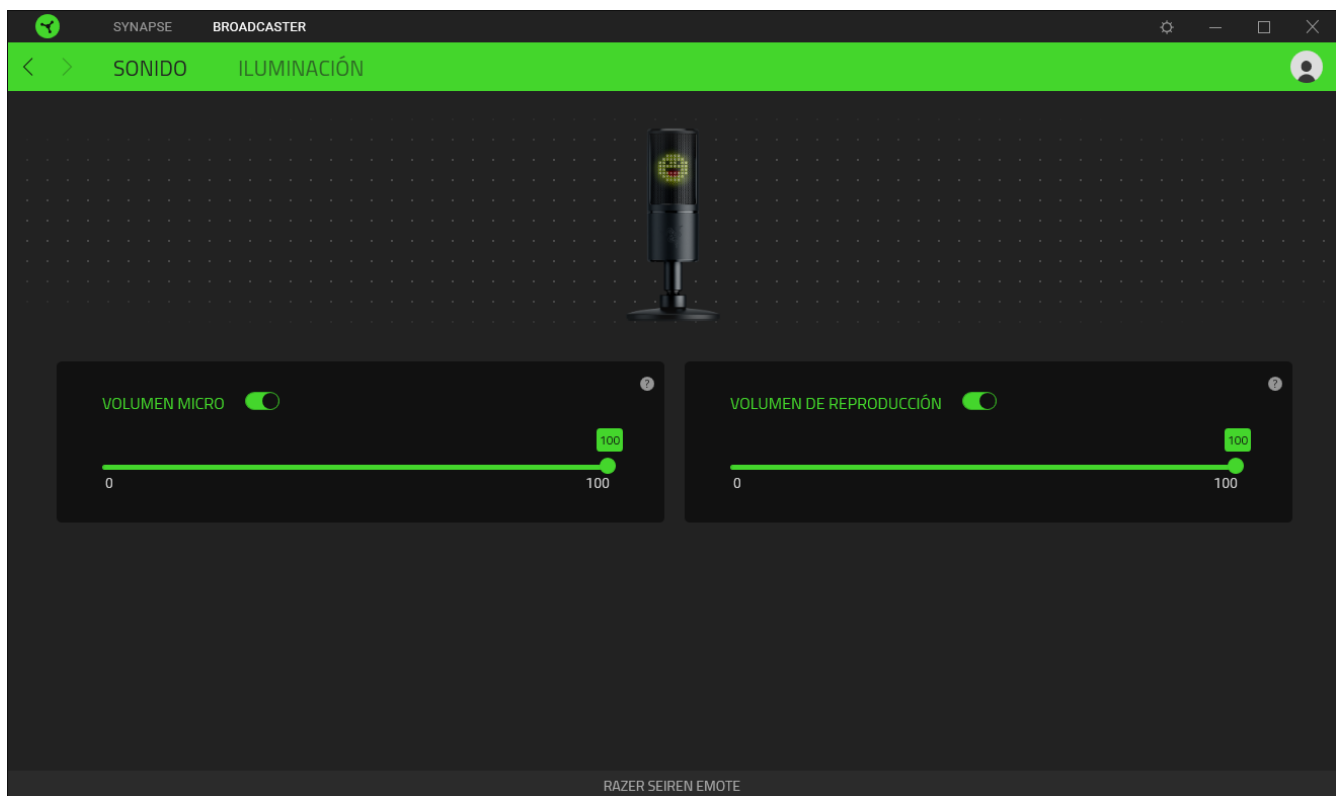 SYNAPSE BROADCASTER
SONIDO ILUMINACIÓN
VOLUMEN MICRO
?
100
0 100
VOLUMEN DE REPRODUCCIÓN
?
100
0 100
RAZER SEIREN EMOTE